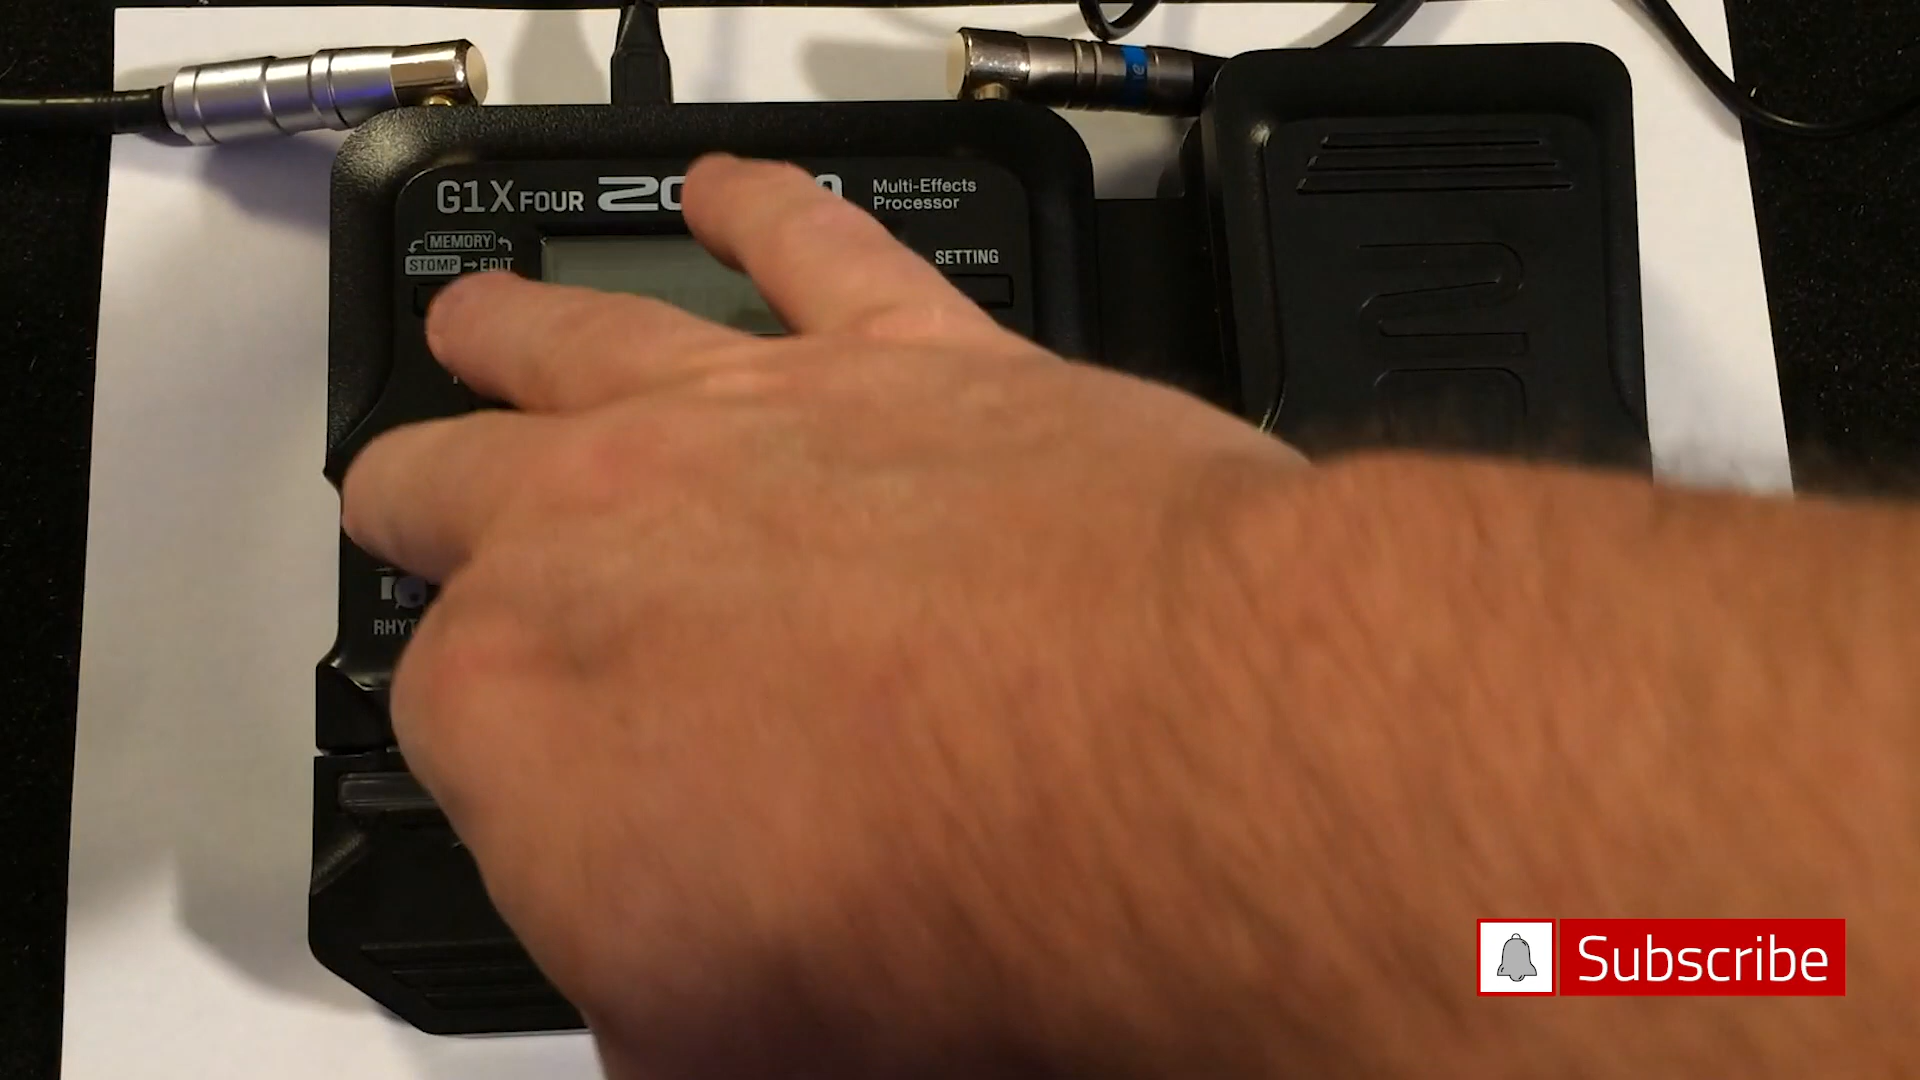 G1X FOUR
Multi-Effects
Processor
MEMORY
STOMP → EDIT
SETTING
Subscribe